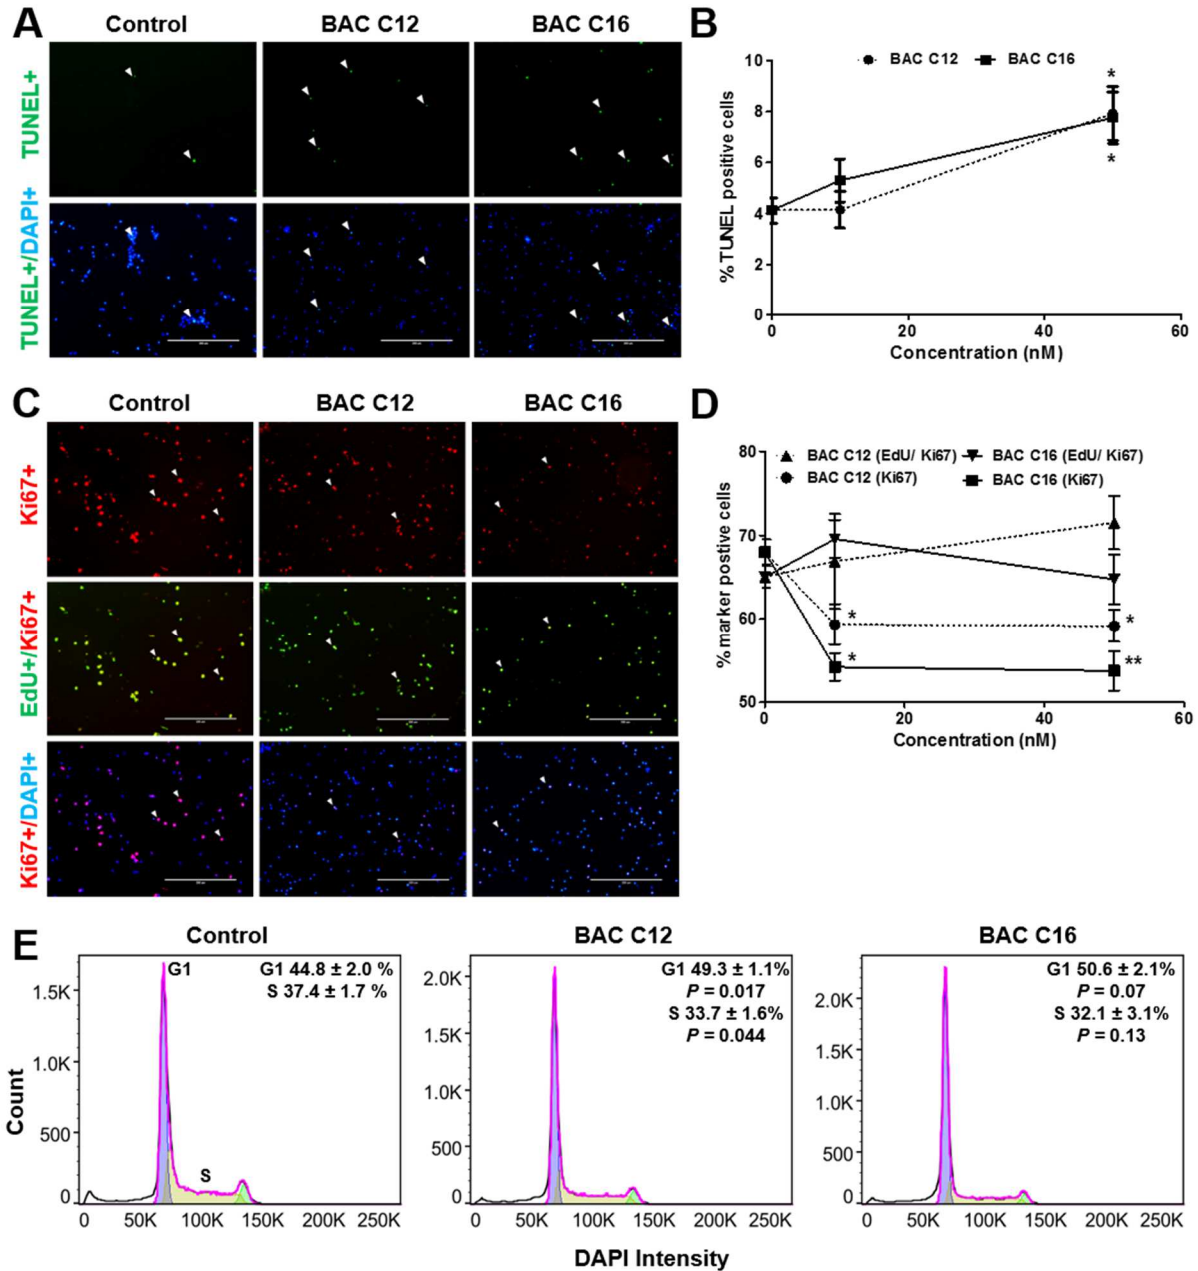 A
Control
BAC C12
BAC C16
TUNEL+
TUNEL+/DAPI+
B
BAC C12
BAC C16
% TUNEL positive cells
10
8
6
4
2
0
*
*
0
20
40
60
Concentration (nM)
C
Control
BAC C12
BAC C16
Ki67+
EdU+/Ki67+
Ki67+/DAPI+
D
BAC C12 (EdU/ Ki67)
BAC C16 (EdU/ Ki67)
BAC C12 (Ki67)
BAC C16 (Ki67)
% marker postive cells
80
70
60
50
*
*
*
**
0
20
40
60
Concentration (nM)
E
Control
BAC C12
BAC C16
Count
G1
G1 44.8 ± 2.0 %
S 37.4 ± 1.7 %
S
1.5K
1.0K
500
0
0 50K 100K 150K 200K 250K
G1 49.3 ± 1.1%
P = 0.017
S 33.7 ± 1.6%
P = 0.044
2.0K
1.5K
1.0K
500
0
0 50K 100K 150K 200K 250K
G1 50.6 ± 2.1%
P = 0.07
S 32.1 ± 3.1%
P = 0.13
2.0K
1.5K
1.0K
500
0
0 50K 100K 150K 200K 250K
DAPI Intensity